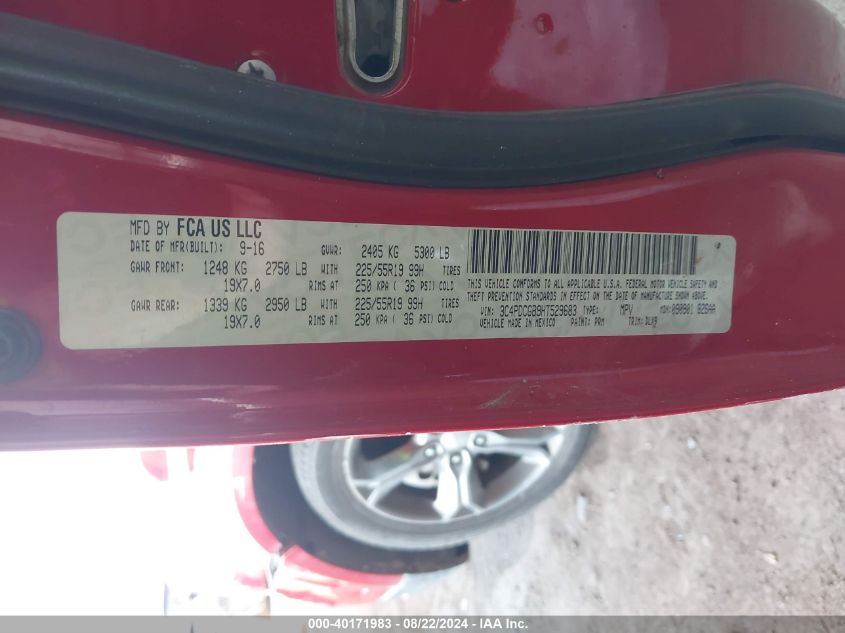 MFD BY FCA US LLC
DATE OF MFR(BUILT): 9-16 GVWR: 2405 KG 5300 LB
GAWR FRONT: 1248 KG 2750 LB WITH 225/55R19 99H TIRES
19X7.0 RIMS AT 250 KPA ( 36 PSI) COLD
GAWR REAR: 1339 KG 2950 LB WITH 225/55R19 99H TIRES
19X7.0 RIMS AT 250 KPA ( 36 PSI) COLD
THIS VEHICLE CONFORMS TO ALL APPLICABLE U.S.A. FEDERAL MOTOR VEHICLE SAFETY AND
THEFT PREVENTION STANDARDS IN EFFECT ON THE DATE OF MANUFACTURE SHOWN ABOVE.
VIN: 3C4PDCGB9HT529683 TYPE: MPV MDH: 090901 926AA
VEHICLE MADE IN MEXICO PAINT: PRM TRIM: DLX9
000-40171983 / 08/22/2024 - IAA Inc.